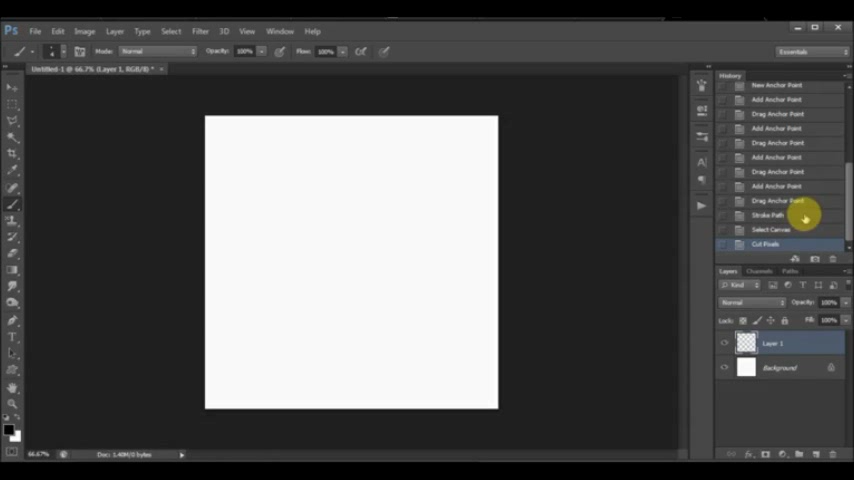 Ps File Edit Image Layer Type Select Filter 3D View Window Help
Mode: Normal Opacity: 100% Flow: 100% Essentials
Untitled-1 @ 66.7% (Layer 1, RGB/8) * ×
History
New Anchor Point
Add Anchor Point
Drag Anchor Point
Add Anchor Point
Drag Anchor Point
Add Anchor Point
Drag Anchor Point
Add Anchor Point
Drag Anchor Point
Stroke Path
Select Canvas
Cut Pixels
Layers Channels Paths
Kind
Normal Opacity: 100%
Lock: Fill: 100%
Layer 1
Background
66.67% Doc: 1.40M/0 bytes